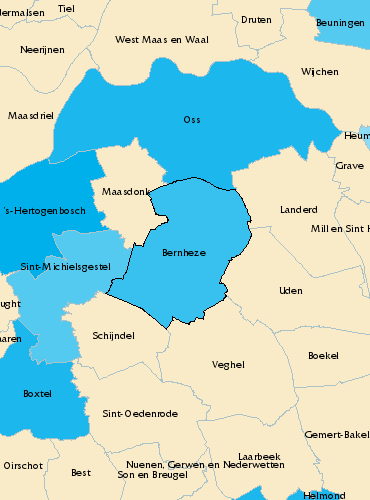 Tiel
dermalsen
Druten
Beuningen
West Maas en Waal
Neerijnen
Wijchen
Maasdriel
Oss
Heum
Grave
Maasdonk
's-Hertogenbosch
Landerd
Mill en Sint H
Bernheze
Sint-Michielsgestel
Uden
ught
Schijndel
aaren
Boekel
Veghel
Boxtel
Sint-Oedenrode
Gemert-Bakel
Laarbeek
Oirschot
Nuenen, Gerwen en Nederwetten
Best
Son en Breugel
Helmond